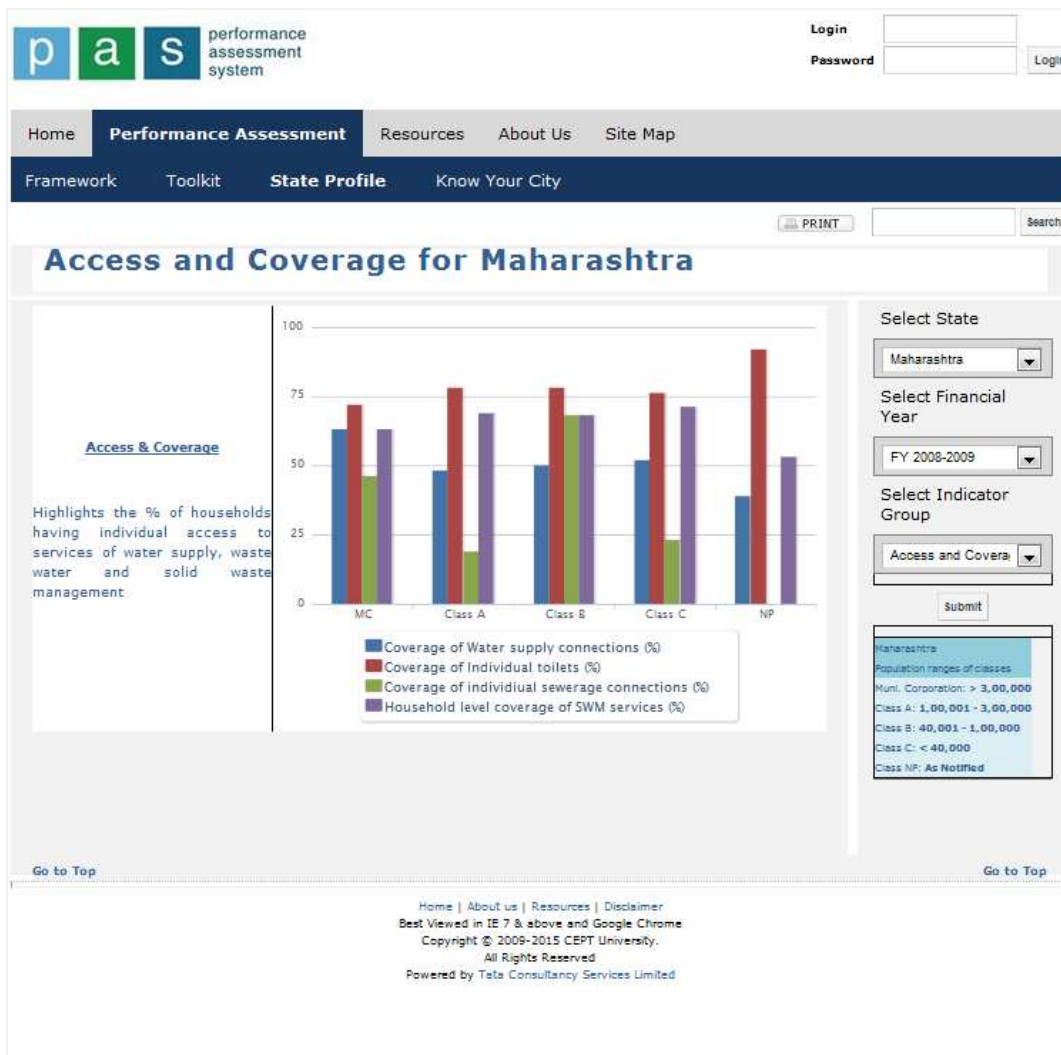 p a s performance
assessment
system
Login
Password
Login
Home Performance Assessment Resources About Us Site Map
Framework Toolkit State Profile Know Your City
PRINT Search
Access and Coverage for Maharashtra
Access & Coverage
Highlights the % of households
having individual access to
services of water supply, waste
water and solid waste
management
100
75
50
25
0
MC Class A Class B Class C NP
Coverage of Water supply connections (%)
Coverage of Individual toilets (%)
Coverage of individiual sewerage connections (%)
Household level coverage of SWM services (%)
Select State
Maharashtra
Select Financial
Year
FY 2008-2009
Select Indicator
Group
Access and Covera
Submit
Maharashtra
Population ranges of classes
Muni. Corporation: > 3,00,000
Class A: 1,00,001 - 3,00,000
Class B: 40,001 - 1,00,000
Class C: < 40,000
Class NP: As Notified
Go to Top Go to Top
Home | About us | Resources | Disclaimer
Best Viewed in IE 7 & above and Google Chrome
Copyright © 2009-2015 CEPT University.
All Rights Reserved
Powered by Tata Consultancy Services Limited